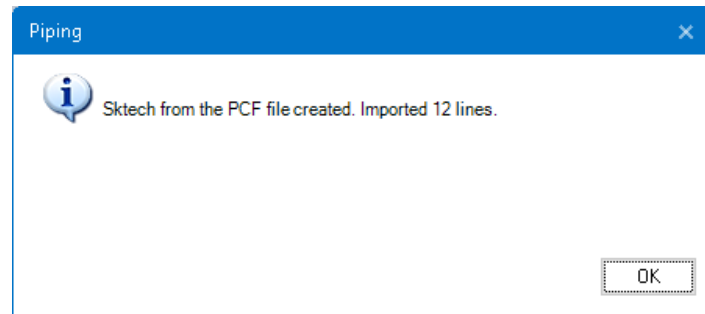 Piping
Sktech from the PCF file created. Imported 12 lines.
OK